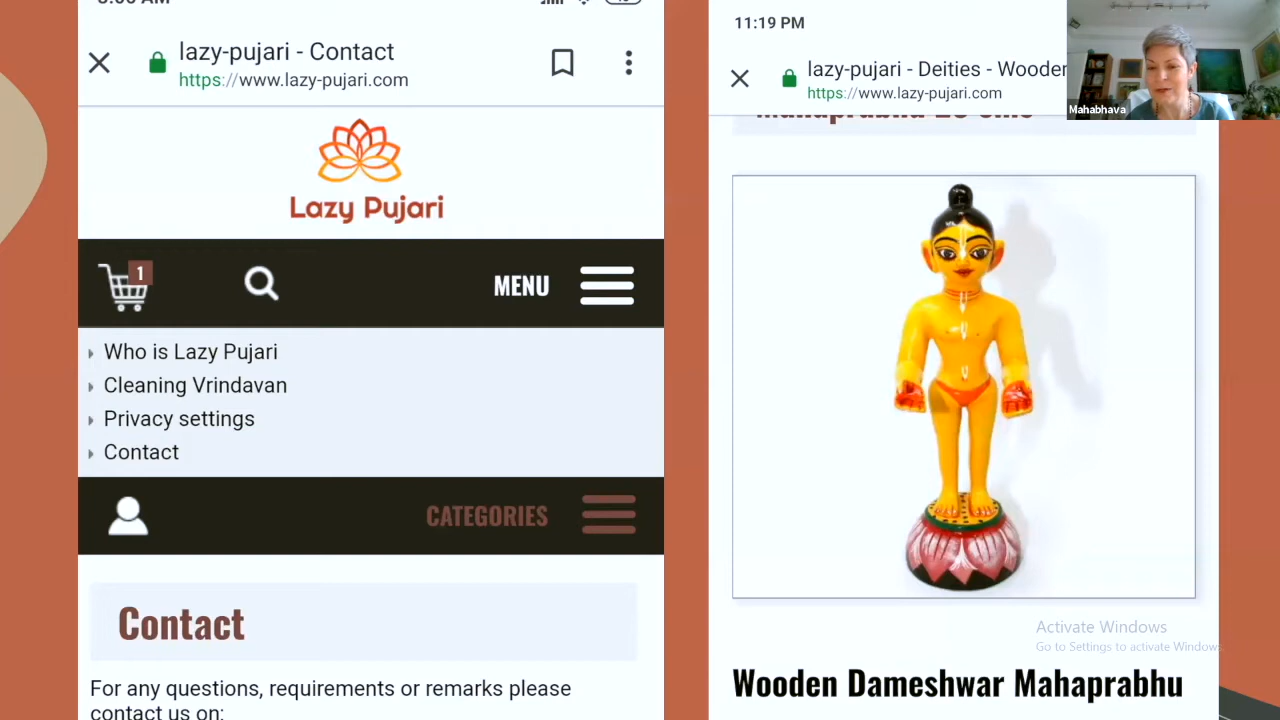 lazy-pujari - Contact
https://www.lazy-pujari.com
Lazy Pujari
1
MENU
Who is Lazy Pujari
Cleaning Vrindavan
Privacy settings
Contact
CATEGORIES
Contact
For any questions, requirements or remarks please
contact us on:
11:19 PM
lazy-pujari - Deities - Wooden
https://www.lazy-pujari.com
Mahabhava
Wooden Dameshwar Mahaprabhu
Activate Windows
Go to Settings to activate Windows.